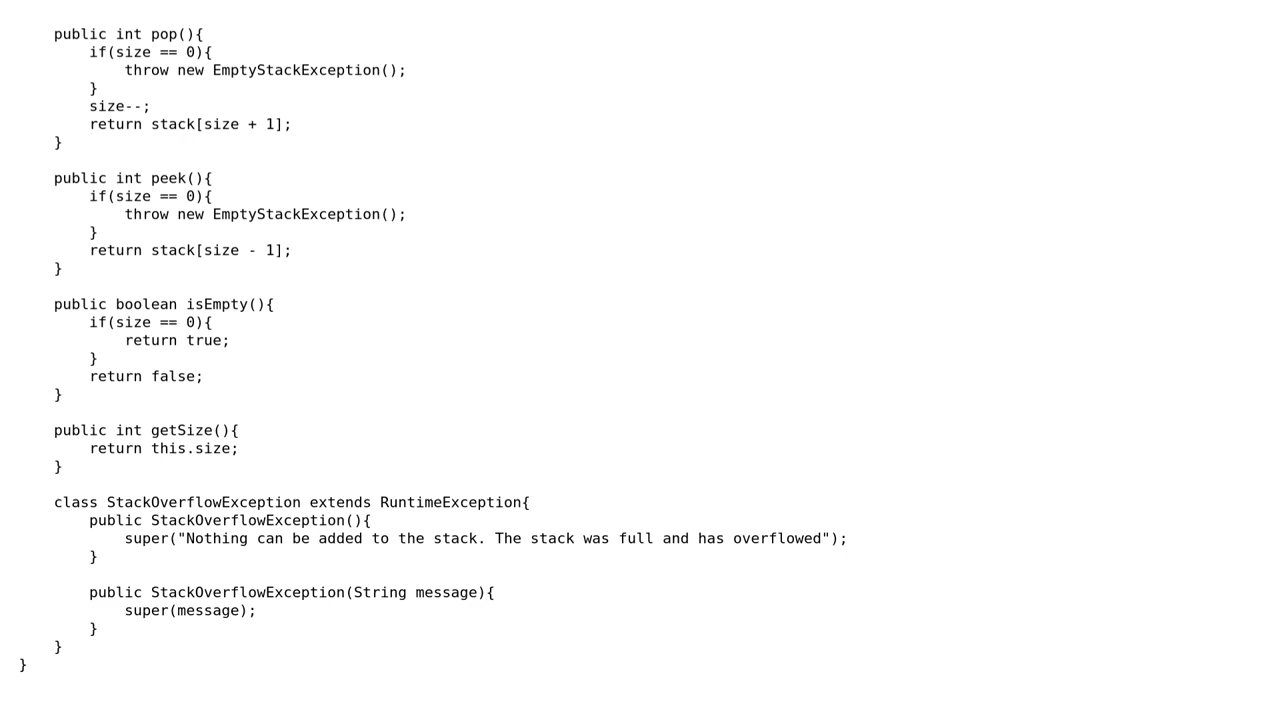 public int pop(){
        if(size == 0){
            throw new EmptyStackException();
        }
        size--;
        return stack[size + 1];
    }

    public int peek(){
        if(size == 0){
            throw new EmptyStackException();
        }
        return stack[size - 1];
    }

    public boolean isEmpty(){
        if(size == 0){
            return true;
        }
        return false;
    }

    public int getSize(){
        return this.size;
    }

    class StackOverflowException extends RuntimeException{
        public StackOverflowException(){
            super("Nothing can be added to the stack. The stack was full and has overflowed");
        }

        public StackOverflowException(String message){
            super(message);
        }
    }
}